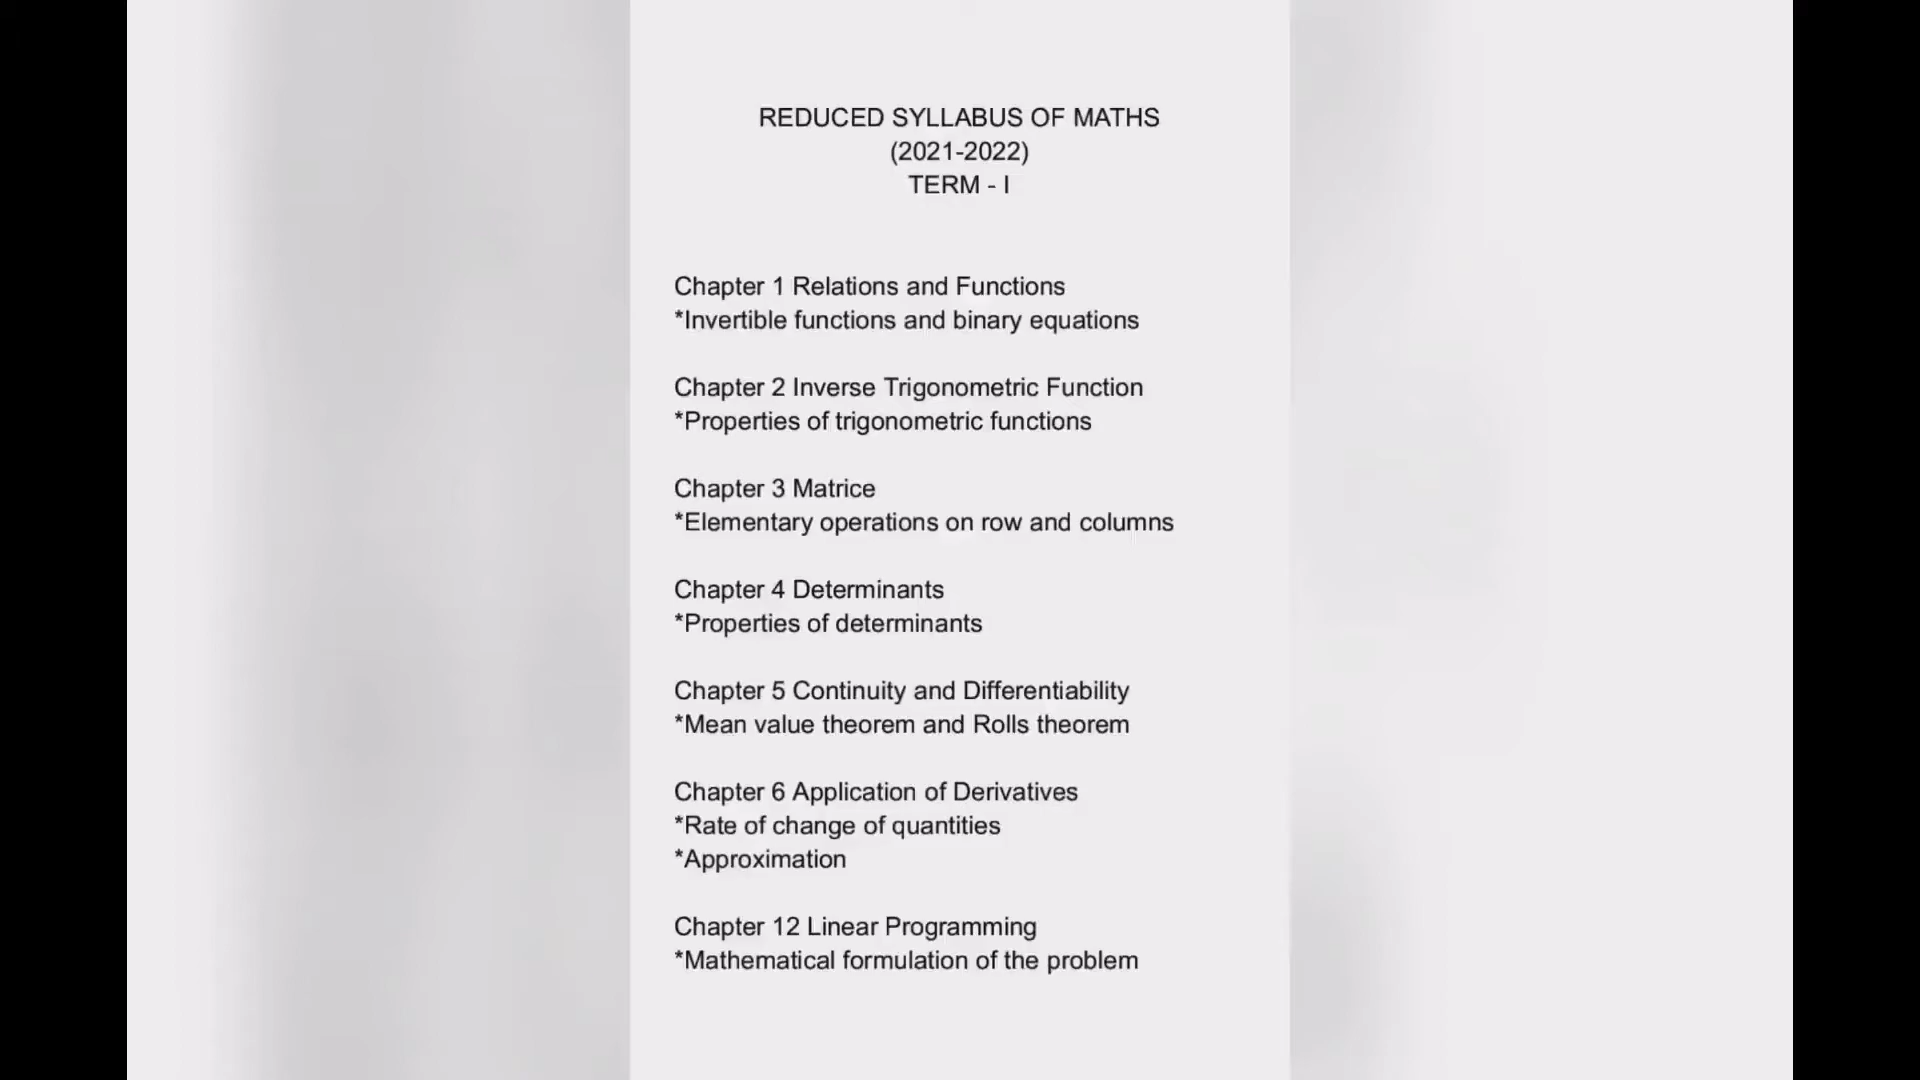 REDUCED SYLLABUS OF MATHS
(2021-2022)
TERM - I
Chapter 1 Relations and Functions
*Invertible functions and binary equations
Chapter 2 Inverse Trigonometric Function
*Properties of trigonometric functions
Chapter 3 Matrice
*Elementary operations on row and columns
Chapter 4 Determinants
*Properties of determinants
Chapter 5 Continuity and Differentiability
*Mean value theorem and Rolls theorem
Chapter 6 Application of Derivatives
*Rate of change of quantities
*Approximation
Chapter 12 Linear Programming
*Mathematical formulation of the problem